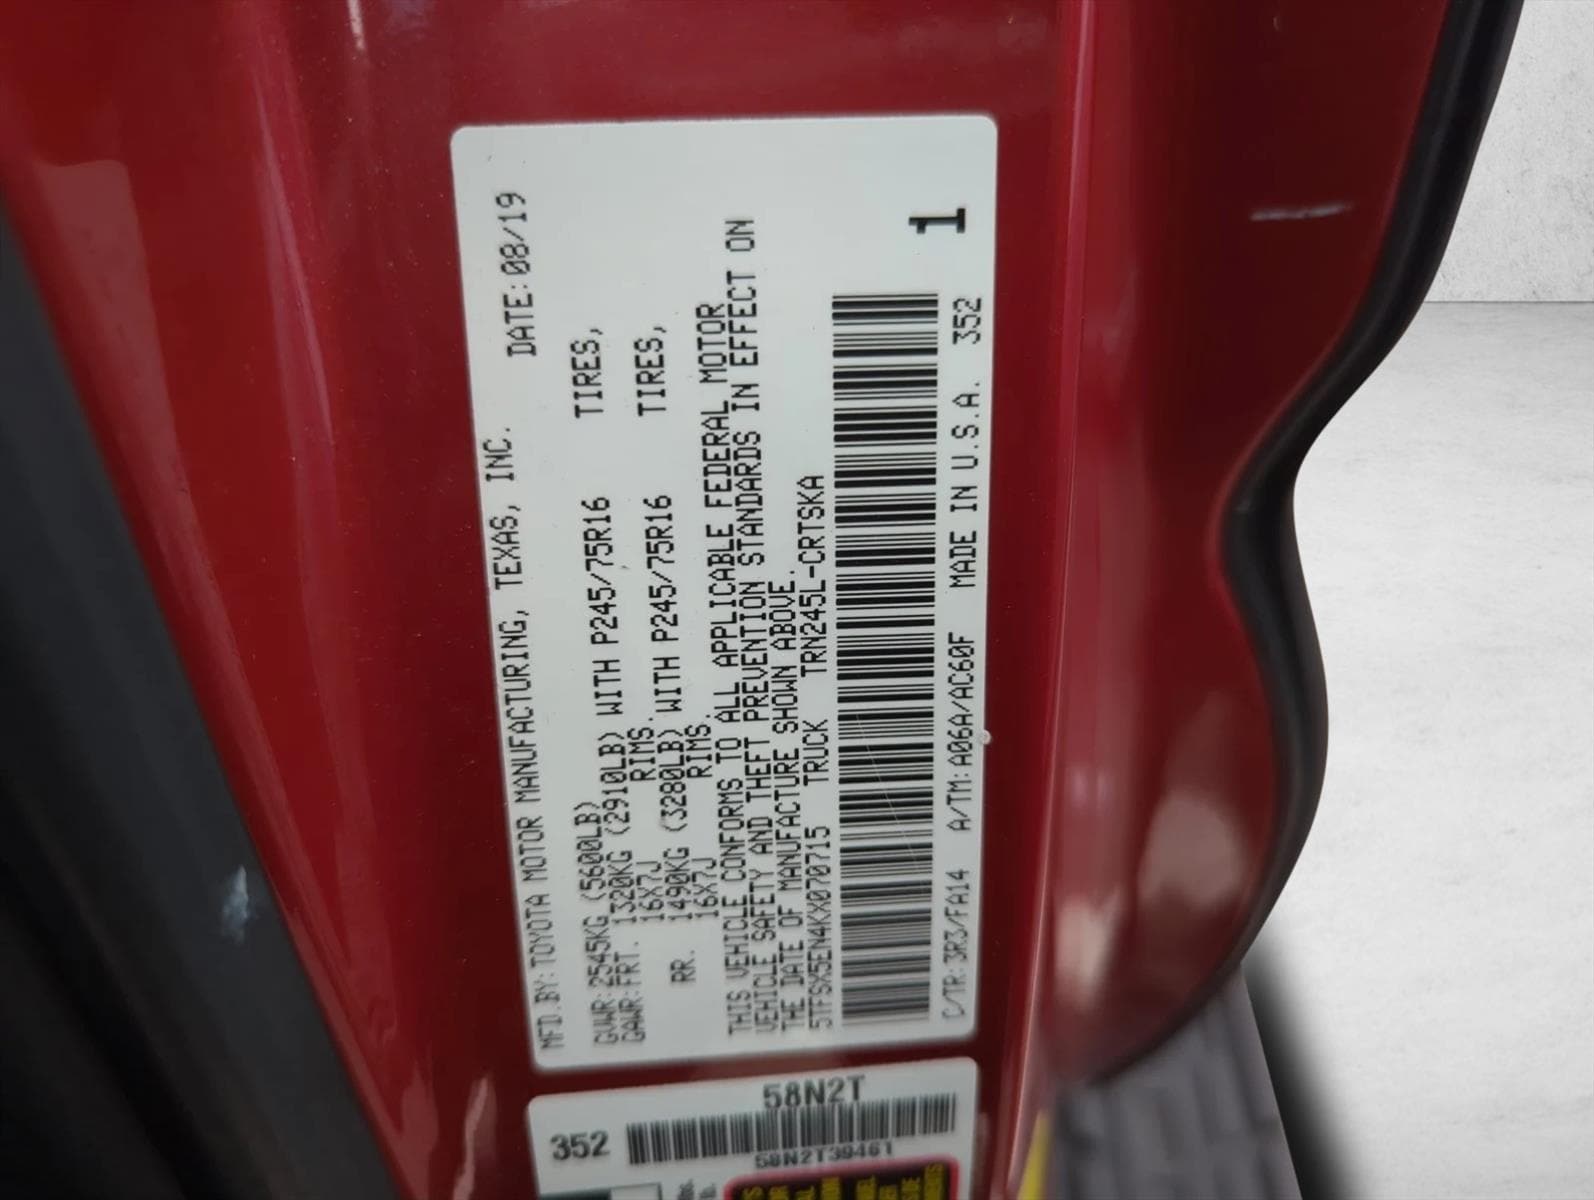 MFD.BY:TOYOTA MOTOR MANUFACTURING, TEXAS, INC. DATE:08/19
GVWR:2545KG (5600LB)
GAWR:FRT. 1320KG (2910LB) WITH P245/75R16 TIRES,
16X7J RIMS.
RR. 1490KG (3280LB) WITH P245/75R16 TIRES,
16X7J RIMS.
THIS VEHICLE CONFORMS TO ALL APPLICABLE FEDERAL MOTOR
VEHICLE SAFETY AND THEFT PREVENTION STANDARDS IN EFFECT ON
THE DATE OF MANUFACTURE SHOWN ABOVE.
5TFSX5EN4KX070715 TRUCK TRN245L-CRTSKA
1
C/TR:3R3/FA14 A/TM:A06A/AC60F MADE IN U.S.A. 352
58N2T
352
58N2T39461